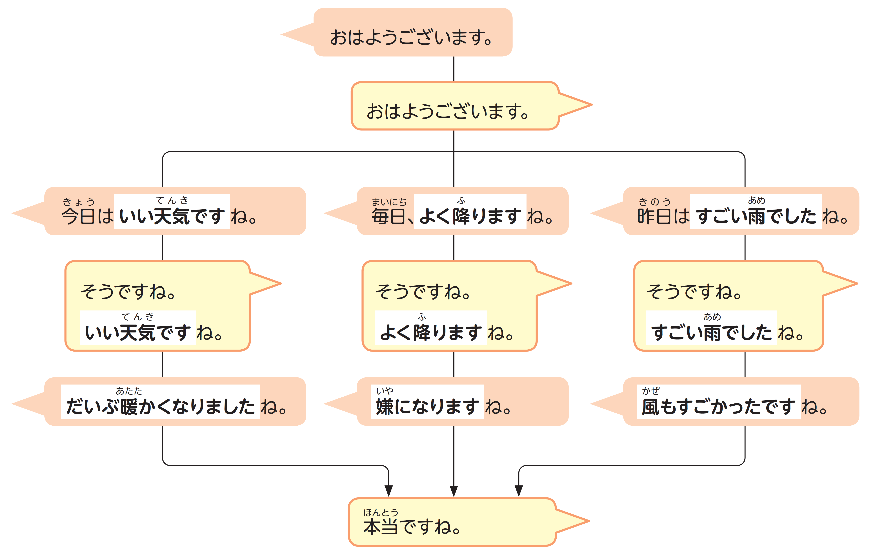 おはようございます。
おはようございます。
きょう
てんき
今日は いい天気です ね。
まいにち
ふ
毎日、よく降ります ね。
きのう
あめ
昨日は すごい雨でした ね。
そうですね。
てんき
いい天気です ね。
そうですね。
ふ
よく降ります ね。
そうですね。
あめ
すごい雨でした ね。
あたた
だいぶ暖かくなりました ね。
いや
嫌になります ね。
かぜ
風もすごかったです ね。
ほんとう
本当ですね。